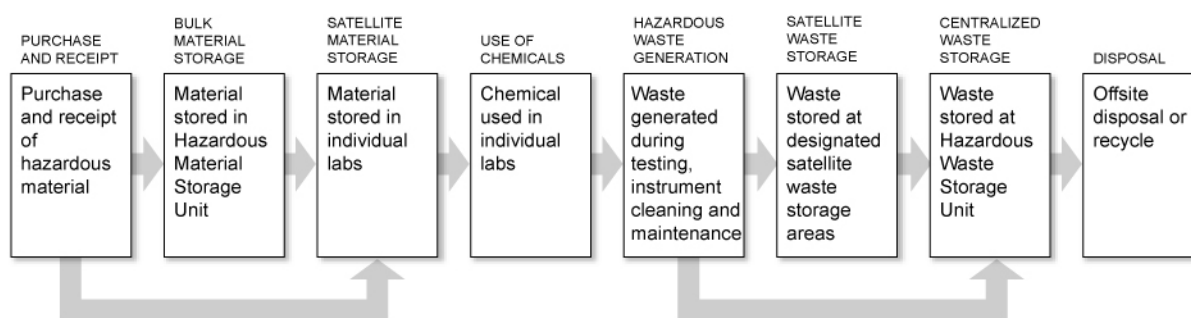 PURCHASE
AND RECEIPT
Purchase
and receipt
of
hazardous
material
BULK
MATERIAL
STORAGE
Material
stored in
Hazardous
Material
Storage
Unit
SATELLITE
MATERIAL
STORAGE
Material
stored in
individual
labs
USE OF
CHEMICALS
Chemical
used in
individual
labs
HAZARDOUS
WASTE
GENERATION
Waste
generated
during
testing,
instrument
cleaning and
maintenance
SATELLITE
WASTE
STORAGE
Waste
stored at
designated
satellite
waste
storage
areas
CENTRALIZED
WASTE
STORAGE
Waste
stored at
Hazardous
Waste
Storage
Unit
DISPOSAL
Offsite
disposal or
recycle